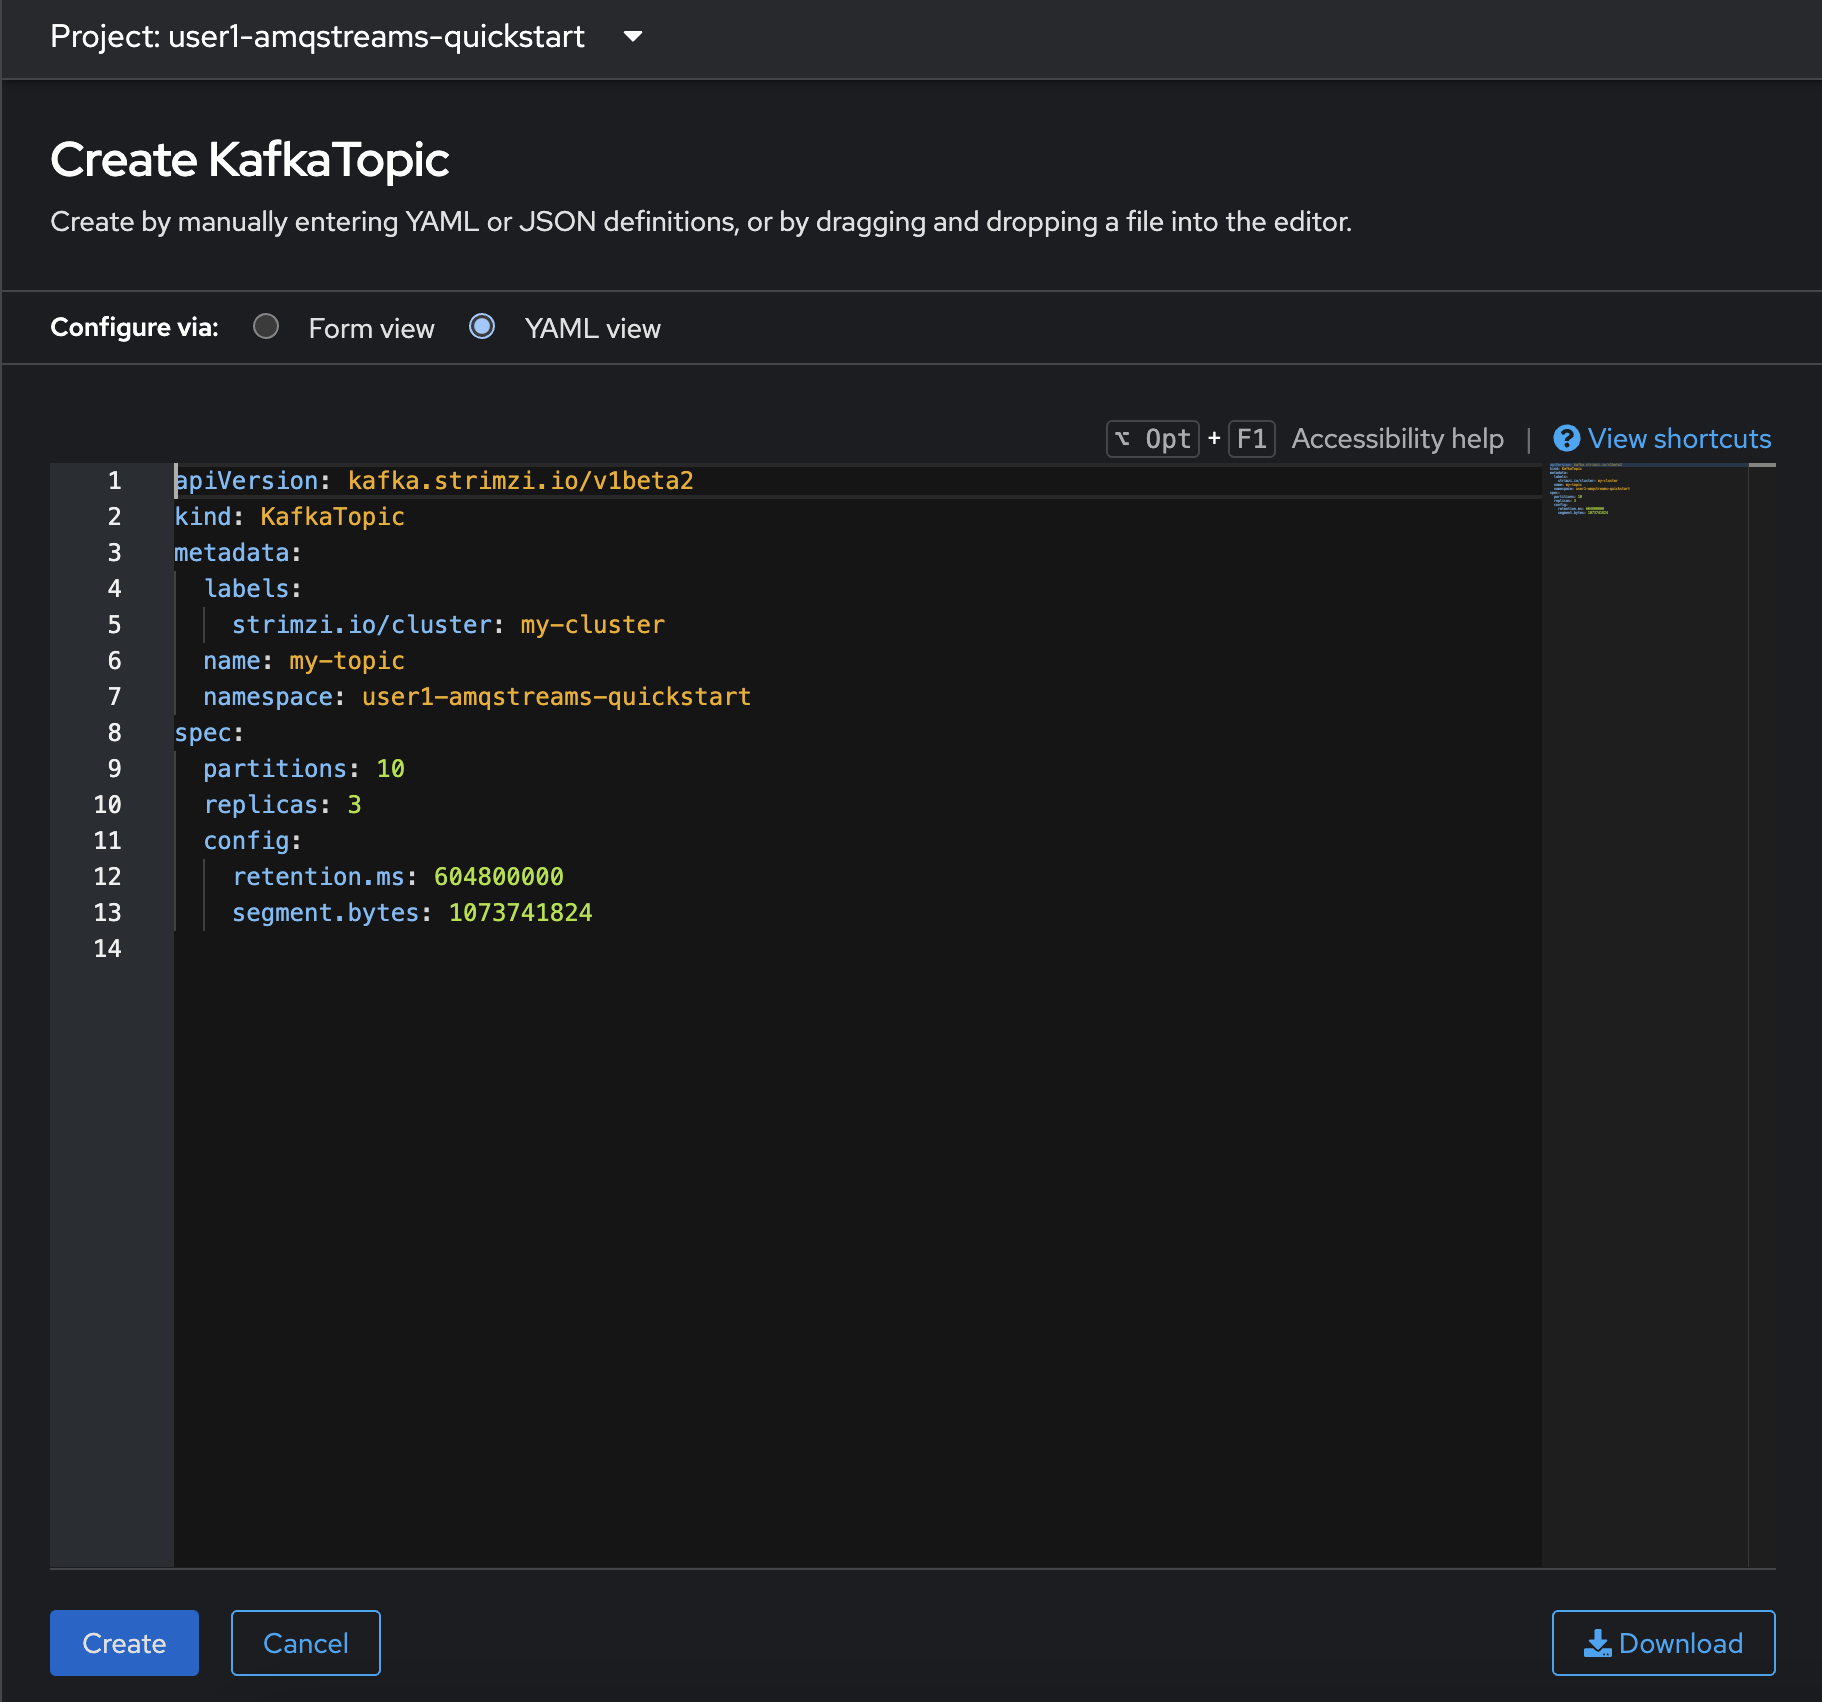 Project: user1-amqstreams-quickstart
Create KafkaTopic
Create by manually entering YAML or JSON definitions, or by dragging and dropping a file into the editor.
Configure via: Form view YAML view
⌥ Opt + F1 Accessibility help | View shortcuts
1 apiVersion: kafka.strimzi.io/v1beta2
2 kind: KafkaTopic
3 metadata:
4   labels:
5     strimzi.io/cluster: my-cluster
6   name: my-topic
7   namespace: user1-amqstreams-quickstart
8 spec:
9   partitions: 10
10   replicas: 3
11   config:
12     retention.ms: 604800000
13     segment.bytes: 1073741824
14
Create Cancel Download